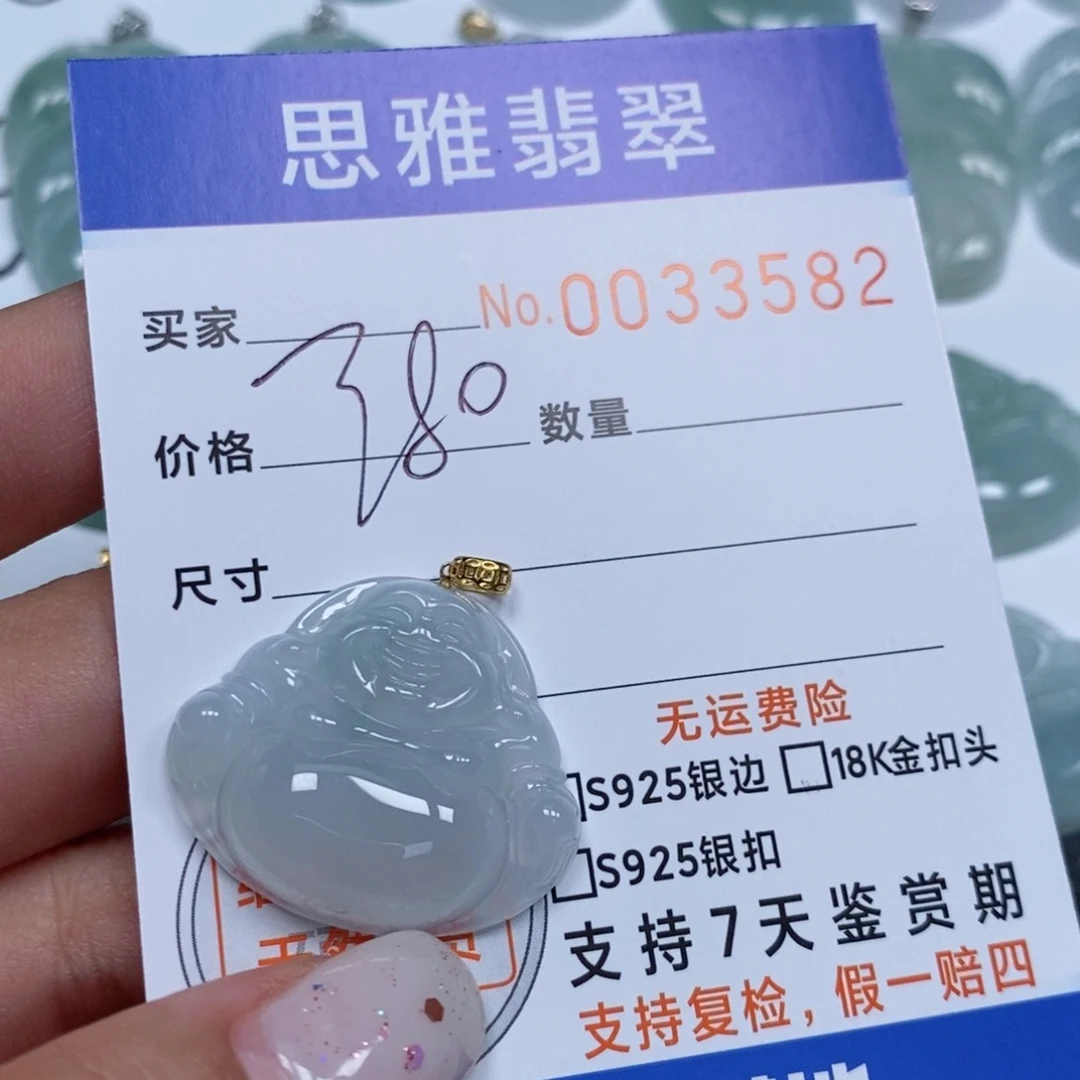 思雅翡翠
No.0033582
买家
380
价格
数量
尺寸
无运费险
S925银边 18K金扣头
S925银扣
支持7天鉴赏期
支持复检，假一赔四